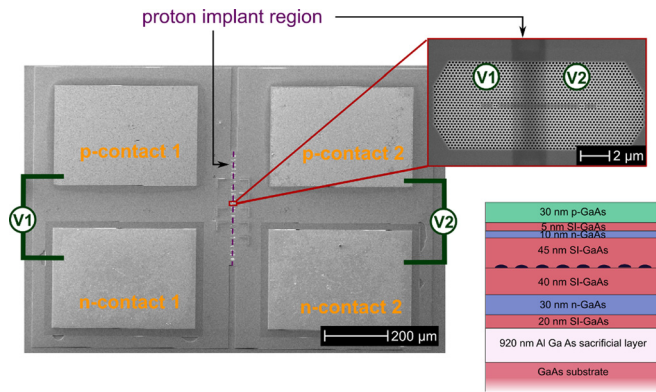 proton implant region
V1
V2
2 µm
p-contact 1
p-contact 2
V1
V2
n-contact 1
n-contact 2
200 µm
30 nm p-GaAs
5 nm SI-GaAs
10 nm n-GaAs
45 nm SI-GaAs
40 nm SI-GaAs
30 nm n-GaAs
20 nm SI-GaAs
920 nm Al Ga As sacrificial layer
GaAs substrate